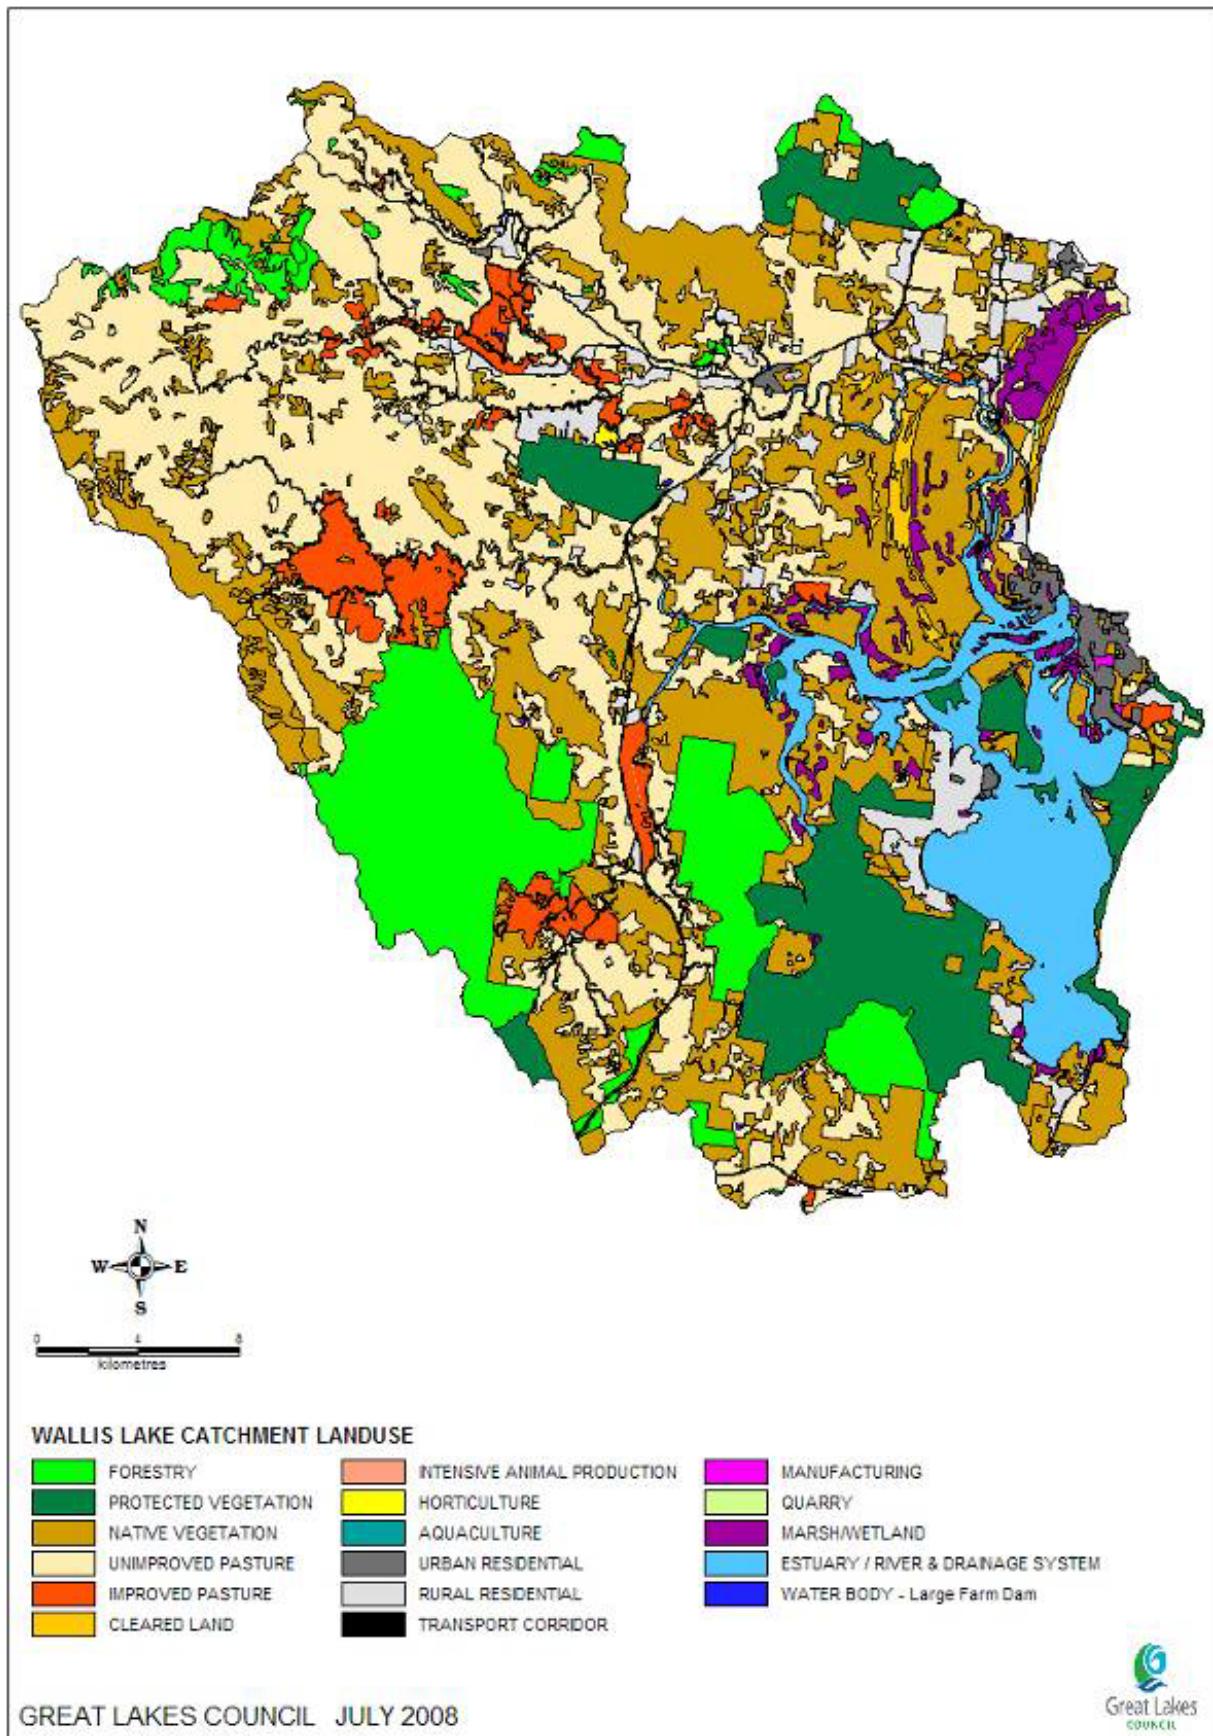 N
W E
S
0 4 8
kilometres
WALLIS LAKE CATCHMENT LANDUSE
FORESTRY
PROTECTED VEGETATION
NATIVE VEGETATION
UNIMPROVED PASTURE
IMPROVED PASTURE
CLEARED LAND
INTENSIVE ANIMAL PRODUCTION
HORTICULTURE
AQUACULTURE
URBAN RESIDENTIAL
RURAL RESIDENTIAL
TRANSPORT CORRIDOR
MANUFACTURING
QUARRY
MARSH/WETLAND
ESTUARY / RIVER & DRAINAGE SYSTEM
WATER BODY - Large Farm Dam
GREAT LAKES COUNCIL JULY 2008
Great Lakes
COUNCIL